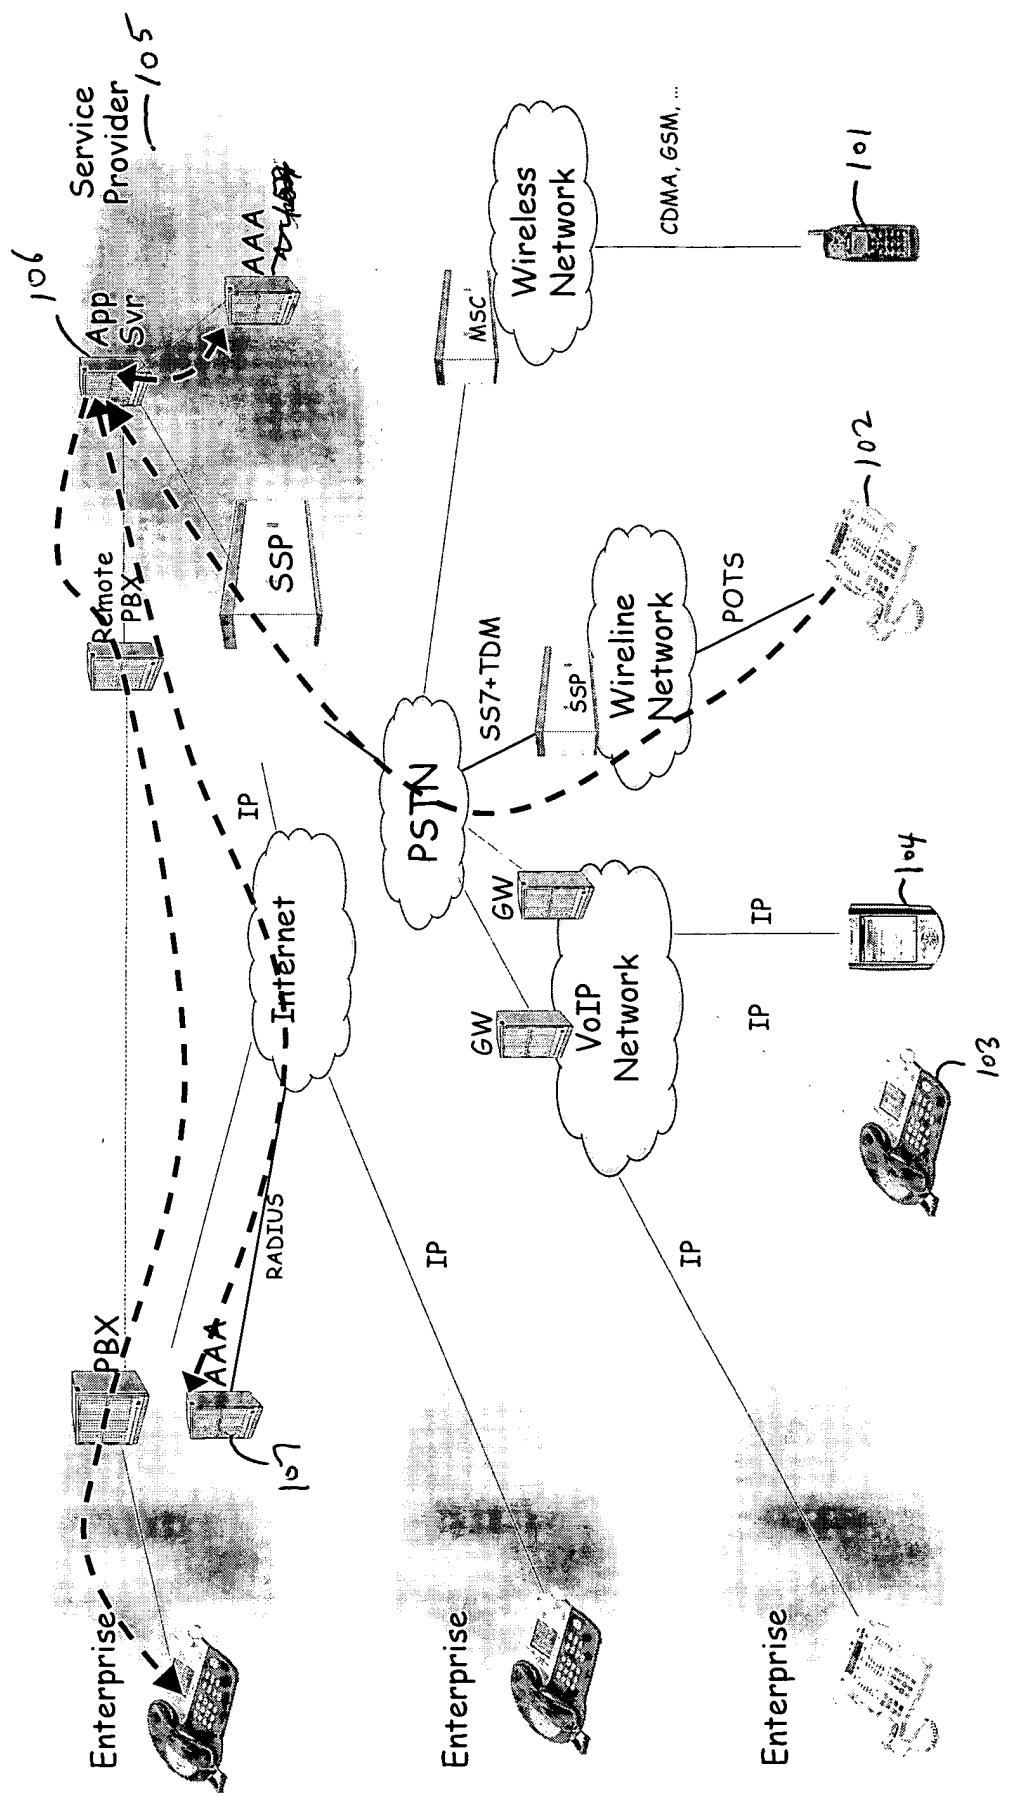 Enterprise
PBX
Remote
PBX
106
App
Svr
Service
Provider
105
AAA
AAA
107
RADIUS
Internet
IP
SSP'
Enterprise
IP
PSTN
SS7+TDM
MSC'
Wireless
Network
CDMA, GSM, ...
101
GW
GW
VoIP
Network
SSP'
Wireline
Network
POTS
102
Enterprise
IP
IP
IP
103
104